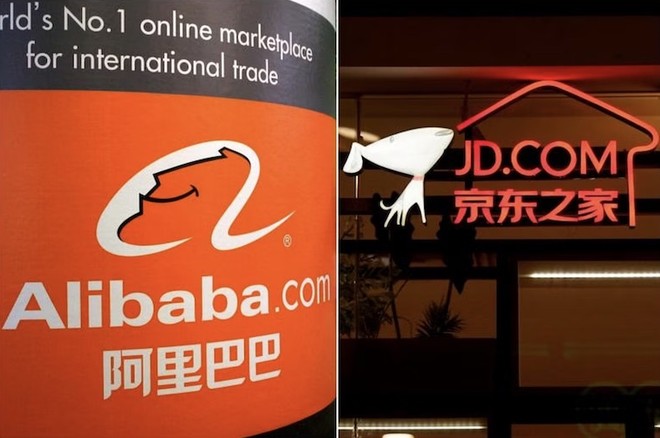 rld's No.1 online marketplace
for international trade
Alibaba.com
阿里巴巴
JD.COM
京东之家